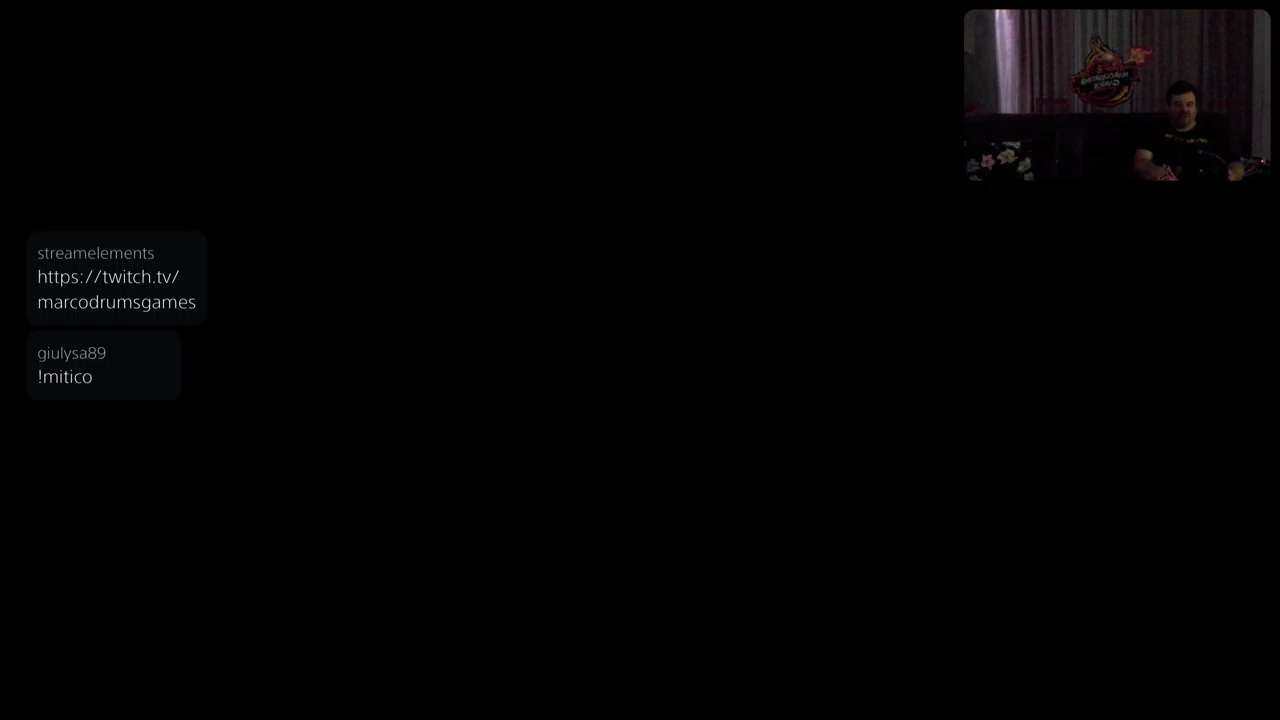 streamelements
https://twitch.tv/
marcodrumsgames
giulysa89
!mitico